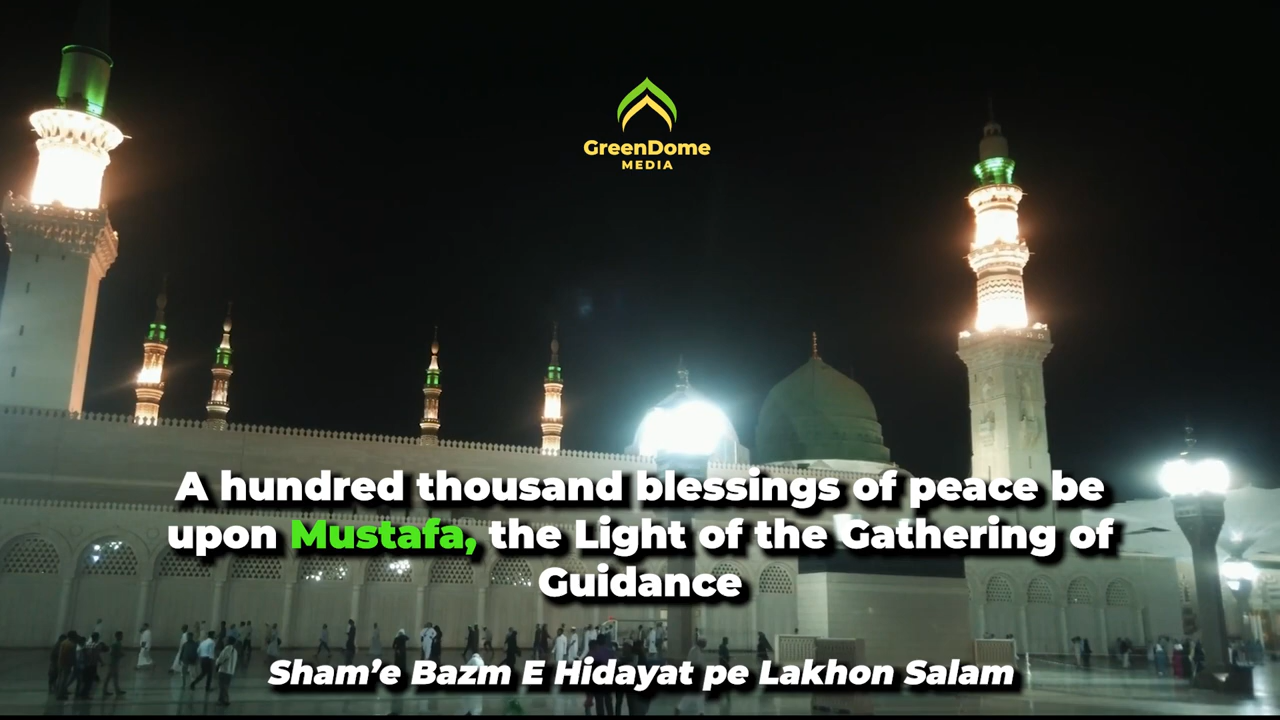 GreenDome
MEDIA
A hundred thousand blessings of peace be
upon Mustafa, the Light of the Gathering of
Guidance
Sham’e Bazm E Hidayat pe Lakhon Salam